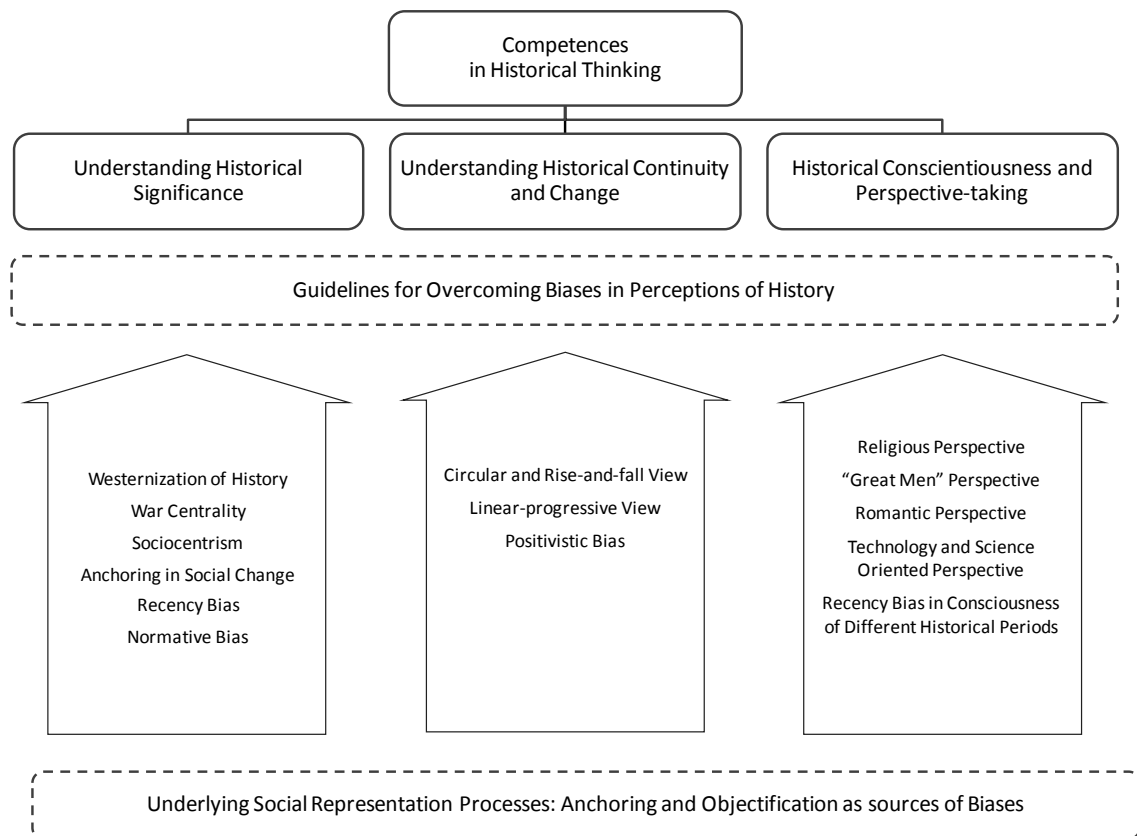 Competences
in Historical Thinking
Understanding Historical
Significance
Understanding Historical Continuity
and Change
Historical Conscientiousness and
Perspective-taking
Guidelines for Overcoming Biases in Perceptions of History
Westernization of History
War Centrality
Sociocentrism
Anchoring in Social Change
Recency Bias
Normative Bias
Circular and Rise-and-fall View
Linear-progressive View
Positivistic Bias
Religious Perspective
“Great Men” Perspective
Romantic Perspective
Technology and Science
Oriented Perspective
Recency Bias in Consciousness
of Different Historical Periods
Underlying Social Representation Processes: Anchoring and Objectification as sources of Biases